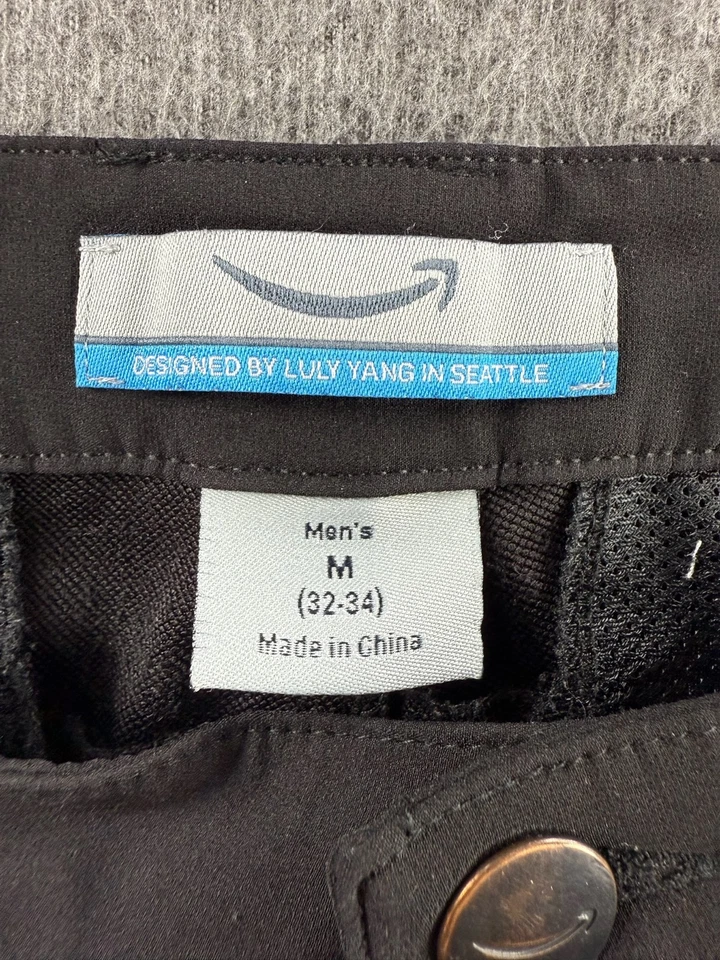 DESIGNED BY LULY YANG IN SEATTLE
Men's
M
(32-34)
Made in China